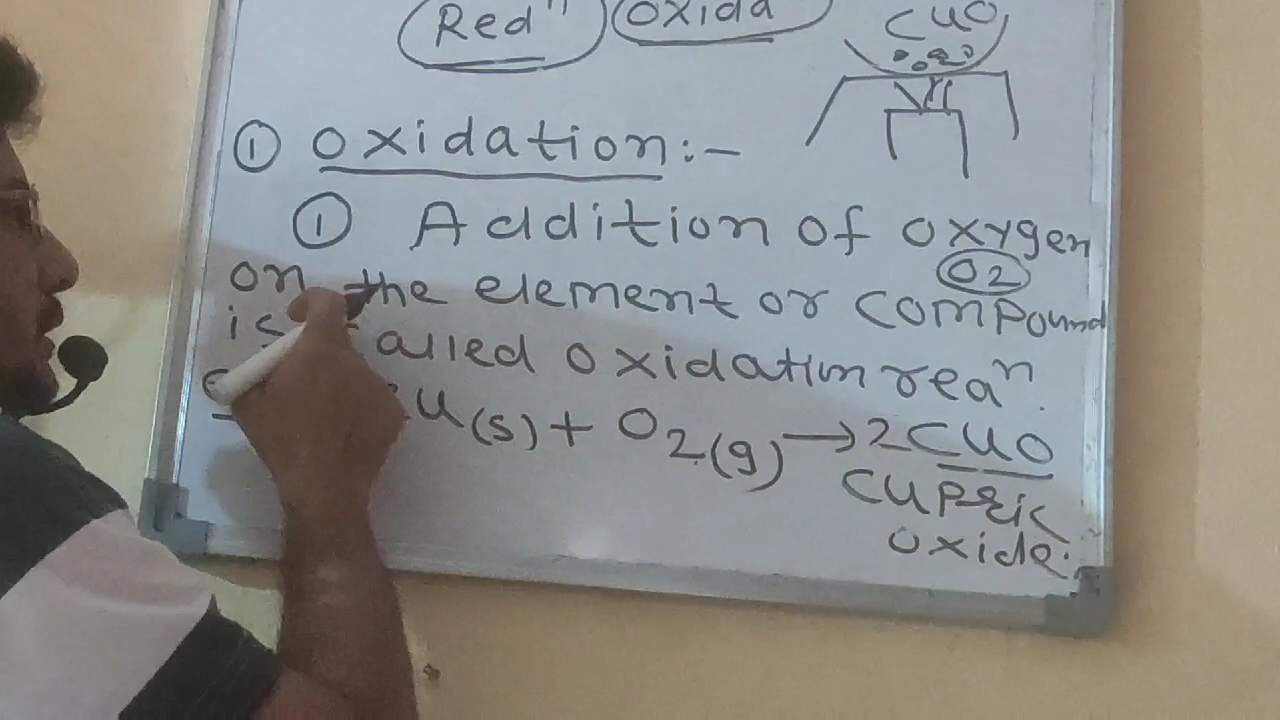 Redⁿ oxida
CuO
① oxidation:-
① Addition of oxygen
O2
on the element or compound
is called oxidation reaⁿ.
2Cu(s) + O2(g) → 2CuO
cupric
oxide.